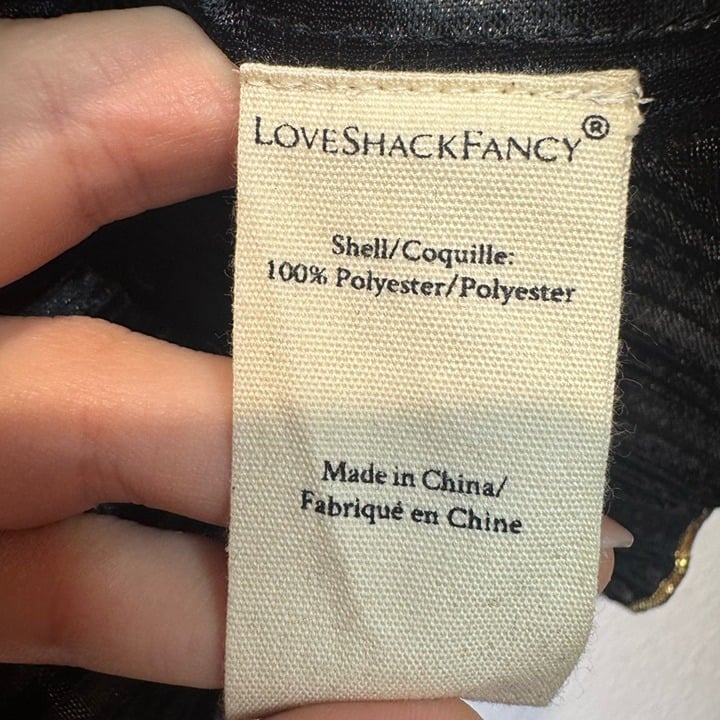 LOVESHACKFANCY®
Shell/Coquille:
100% Polyester/Polyester
Made in China/
Fabriqué en Chine